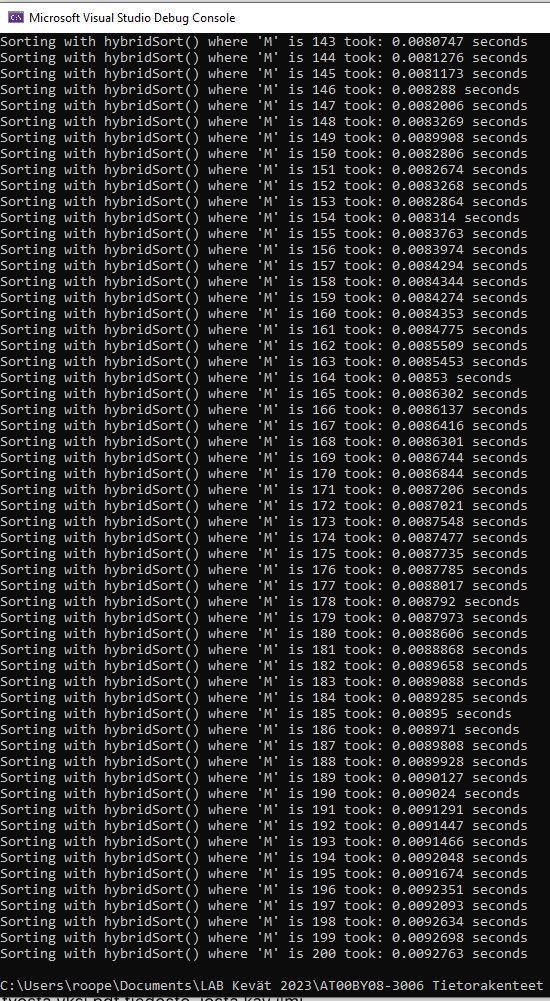 Microsoft Visual Studio Debug Console
Sorting with hybridSort() where 'M' is 143 took: 0.0080747 seconds
Sorting with hybridSort() where 'M' is 144 took: 0.0081276 seconds
Sorting with hybridSort() where 'M' is 145 took: 0.0081173 seconds
Sorting with hybridSort() where 'M' is 146 took: 0.008288 seconds
Sorting with hybridSort() where 'M' is 147 took: 0.0082006 seconds
Sorting with hybridSort() where 'M' is 148 took: 0.0083269 seconds
Sorting with hybridSort() where 'M' is 149 took: 0.0089908 seconds
Sorting with hybridSort() where 'M' is 150 took: 0.0082806 seconds
Sorting with hybridSort() where 'M' is 151 took: 0.0082674 seconds
Sorting with hybridSort() where 'M' is 152 took: 0.0083268 seconds
Sorting with hybridSort() where 'M' is 153 took: 0.0082864 seconds
Sorting with hybridSort() where 'M' is 154 took: 0.008314 seconds
Sorting with hybridSort() where 'M' is 155 took: 0.0083763 seconds
Sorting with hybridSort() where 'M' is 156 took: 0.0083974 seconds
Sorting with hybridSort() where 'M' is 157 took: 0.0084294 seconds
Sorting with hybridSort() where 'M' is 158 took: 0.0084344 seconds
Sorting with hybridSort() where 'M' is 159 took: 0.0084274 seconds
Sorting with hybridSort() where 'M' is 160 took: 0.0084353 seconds
Sorting with hybridSort() where 'M' is 161 took: 0.0084775 seconds
Sorting with hybridSort() where 'M' is 162 took: 0.0085509 seconds
Sorting with hybridSort() where 'M' is 163 took: 0.0085453 seconds
Sorting with hybridSort() where 'M' is 164 took: 0.00853 seconds
Sorting with hybridSort() where 'M' is 165 took: 0.0086302 seconds
Sorting with hybridSort() where 'M' is 166 took: 0.0086137 seconds
Sorting with hybridSort() where 'M' is 167 took: 0.0086416 seconds
Sorting with hybridSort() where 'M' is 168 took: 0.0086301 seconds
Sorting with hybridSort() where 'M' is 169 took: 0.0086744 seconds
Sorting with hybridSort() where 'M' is 170 took: 0.0086844 seconds
Sorting with hybridSort() where 'M' is 171 took: 0.0087206 seconds
Sorting with hybridSort() where 'M' is 172 took: 0.0087021 seconds
Sorting with hybridSort() where 'M' is 173 took: 0.0087548 seconds
Sorting with hybridSort() where 'M' is 174 took: 0.0087477 seconds
Sorting with hybridSort() where 'M' is 175 took: 0.0087735 seconds
Sorting with hybridSort() where 'M' is 176 took: 0.0087785 seconds
Sorting with hybridSort() where 'M' is 177 took: 0.0088017 seconds
Sorting with hybridSort() where 'M' is 178 took: 0.008792 seconds
Sorting with hybridSort() where 'M' is 179 took: 0.0087973 seconds
Sorting with hybridSort() where 'M' is 180 took: 0.0088606 seconds
Sorting with hybridSort() where 'M' is 181 took: 0.0088868 seconds
Sorting with hybridSort() where 'M' is 182 took: 0.0089658 seconds
Sorting with hybridSort() where 'M' is 183 took: 0.0089088 seconds
Sorting with hybridSort() where 'M' is 184 took: 0.0089285 seconds
Sorting with hybridSort() where 'M' is 185 took: 0.00895 seconds
Sorting with hybridSort() where 'M' is 186 took: 0.008971 seconds
Sorting with hybridSort() where 'M' is 187 took: 0.0089808 seconds
Sorting with hybridSort() where 'M' is 188 took: 0.0089928 seconds
Sorting with hybridSort() where 'M' is 189 took: 0.0090127 seconds
Sorting with hybridSort() where 'M' is 190 took: 0.009024 seconds
Sorting with hybridSort() where 'M' is 191 took: 0.0091291 seconds
Sorting with hybridSort() where 'M' is 192 took: 0.0091447 seconds
Sorting with hybridSort() where 'M' is 193 took: 0.0091466 seconds
Sorting with hybridSort() where 'M' is 194 took: 0.0092048 seconds
Sorting with hybridSort() where 'M' is 195 took: 0.0091674 seconds
Sorting with hybridSort() where 'M' is 196 took: 0.0092351 seconds
Sorting with hybridSort() where 'M' is 197 took: 0.0092093 seconds
Sorting with hybridSort() where 'M' is 198 took: 0.0092634 seconds
Sorting with hybridSort() where 'M' is 199 took: 0.0092698 seconds
Sorting with hybridSort() where 'M' is 200 took: 0.0092763 seconds
C:\Users\roope\Documents\LAB Kevät 2023\AT00BY08-3006 Tietorakenteet